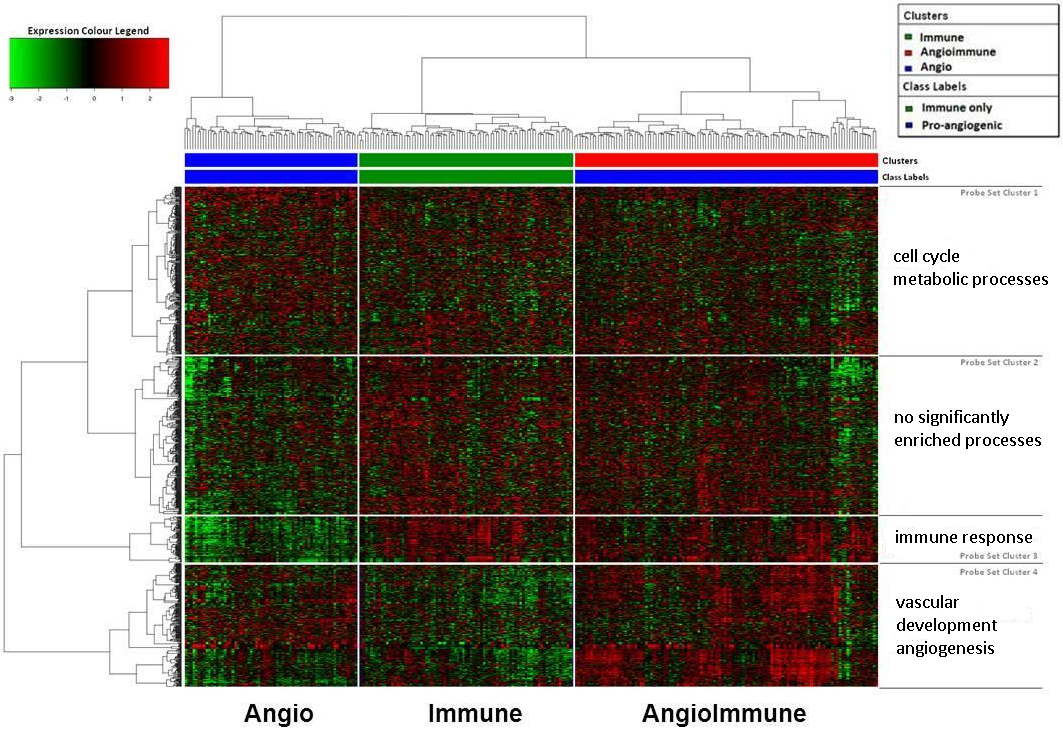 Expression Colour Legend
-3 -2 -1 0 1 2
Clusters
Immune
Angioimmune
Angio
Class Labels
Immune only
Pro-angiogenic
Clusters
Class Labels
Probe Set Cluster 1
cell cycle
metabolic processes
Probe Set Cluster 2
no significantly
enriched processes
immune response
Probe Set Cluster 3
Probe Set Cluster 4
vascular
development
angiogenesis
Angio
Immune
AngioImmune